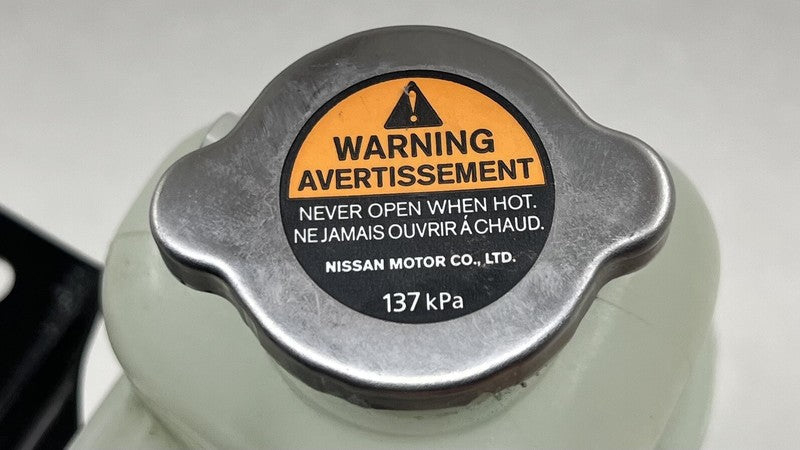 WARNING
AVERTISSEMENT
NEVER OPEN WHEN HOT.
NE JAMAIS OUVRIR Á CHAUD.
NISSAN MOTOR CO., LTD.
137 kPa